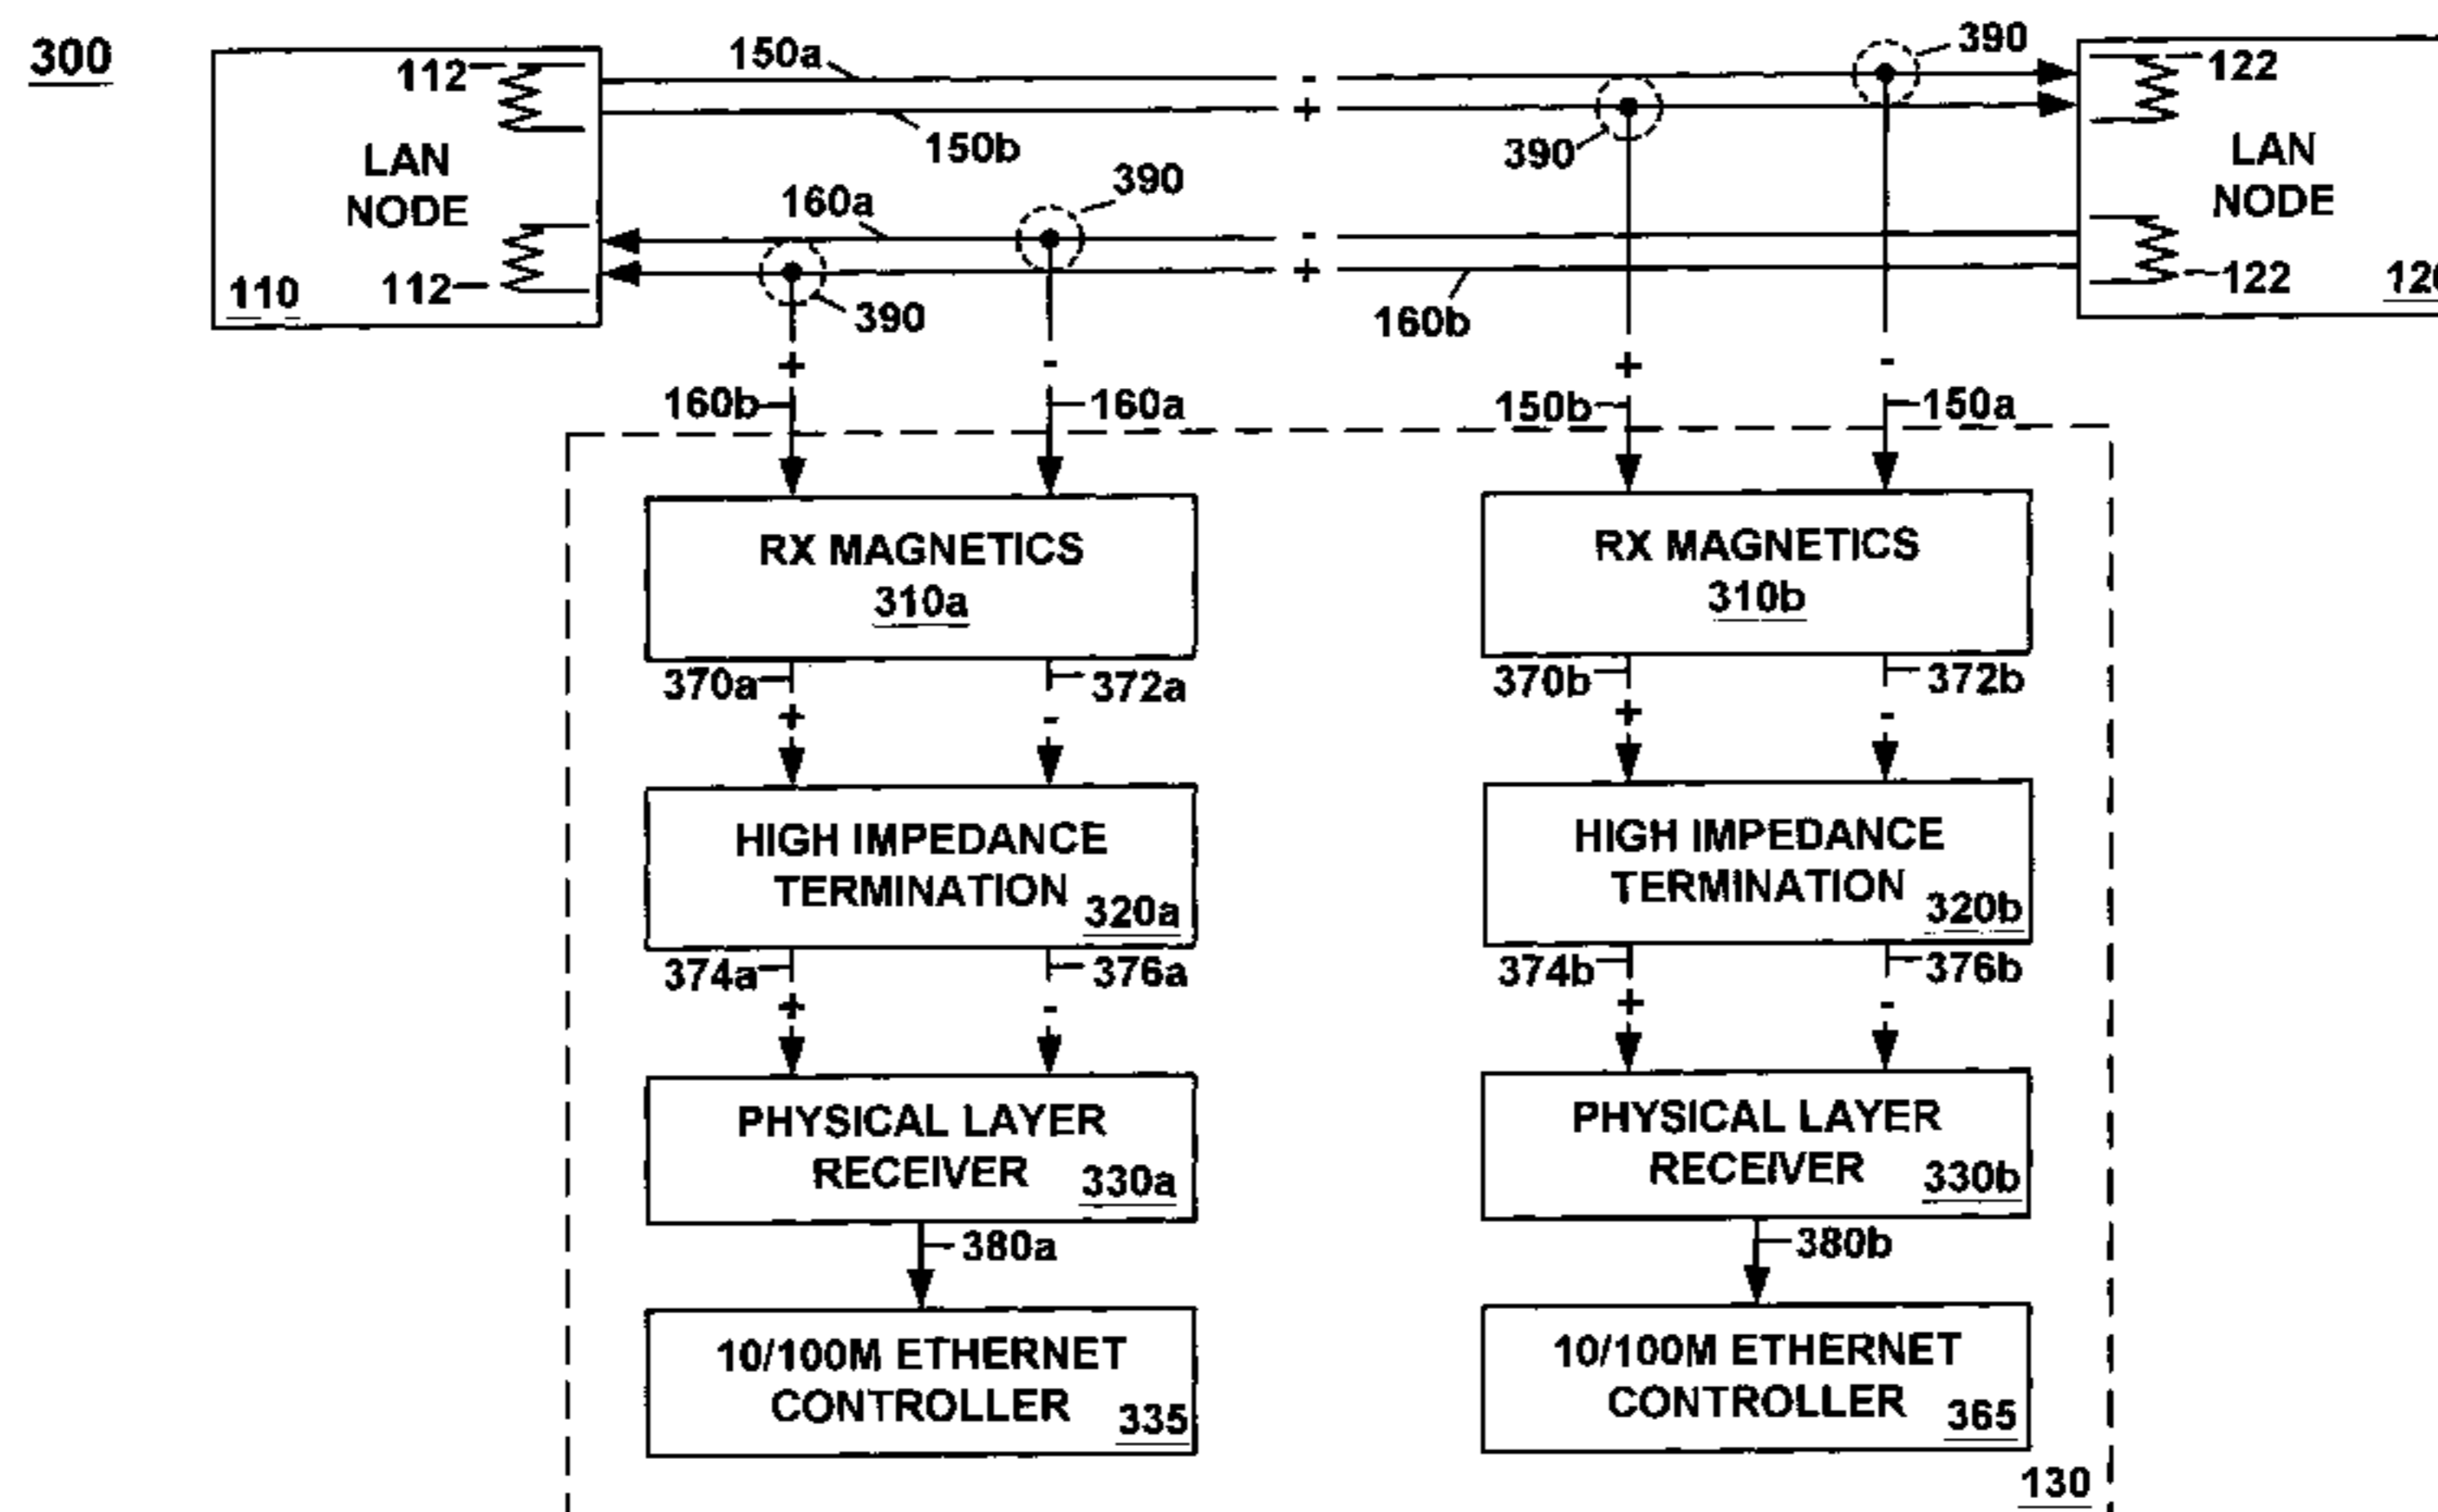 300
150a
-
390
112
122
+
LAN
NODE
150b
390
LAN
NODE
390
160a
-
112
+
122
110
390
160b
+
-
+
-
160b
160a
150b
150a
RX MAGNETICS
310a
RX MAGNETICS
310b
370a
372a
370b
372b
+
-
+
-
HIGH IMPEDANCE
TERMINATION
320a
HIGH IMPEDANCE
TERMINATION
320b
374a
376a
374b
376b
+
-
+
-
PHYSICAL LAYER
RECEIVER
330a
PHYSICAL LAYER
RECEIVER
330b
380a
380b
10/100M ETHERNET
CONTROLLER
335
10/100M ETHERNET
CONTROLLER
365
130